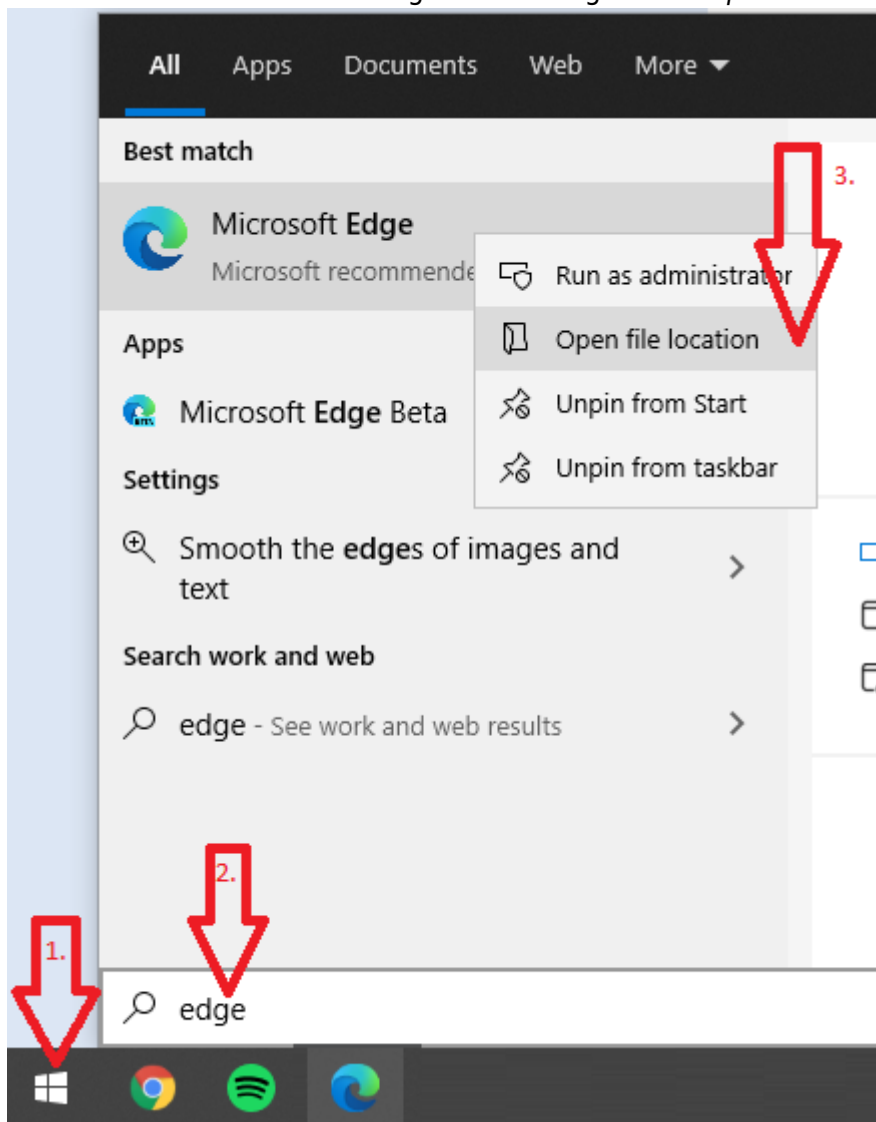 All Apps Documents Web More
Best match
3.
Microsoft Edge
Microsoft recommende
Run as administrator
Open file location
Unpin from Start
Unpin from taskbar
Apps
Microsoft Edge Beta
Settings
Smooth the edges of images and
text
Search work and web
edge - See work and web results
2.
1.
edge